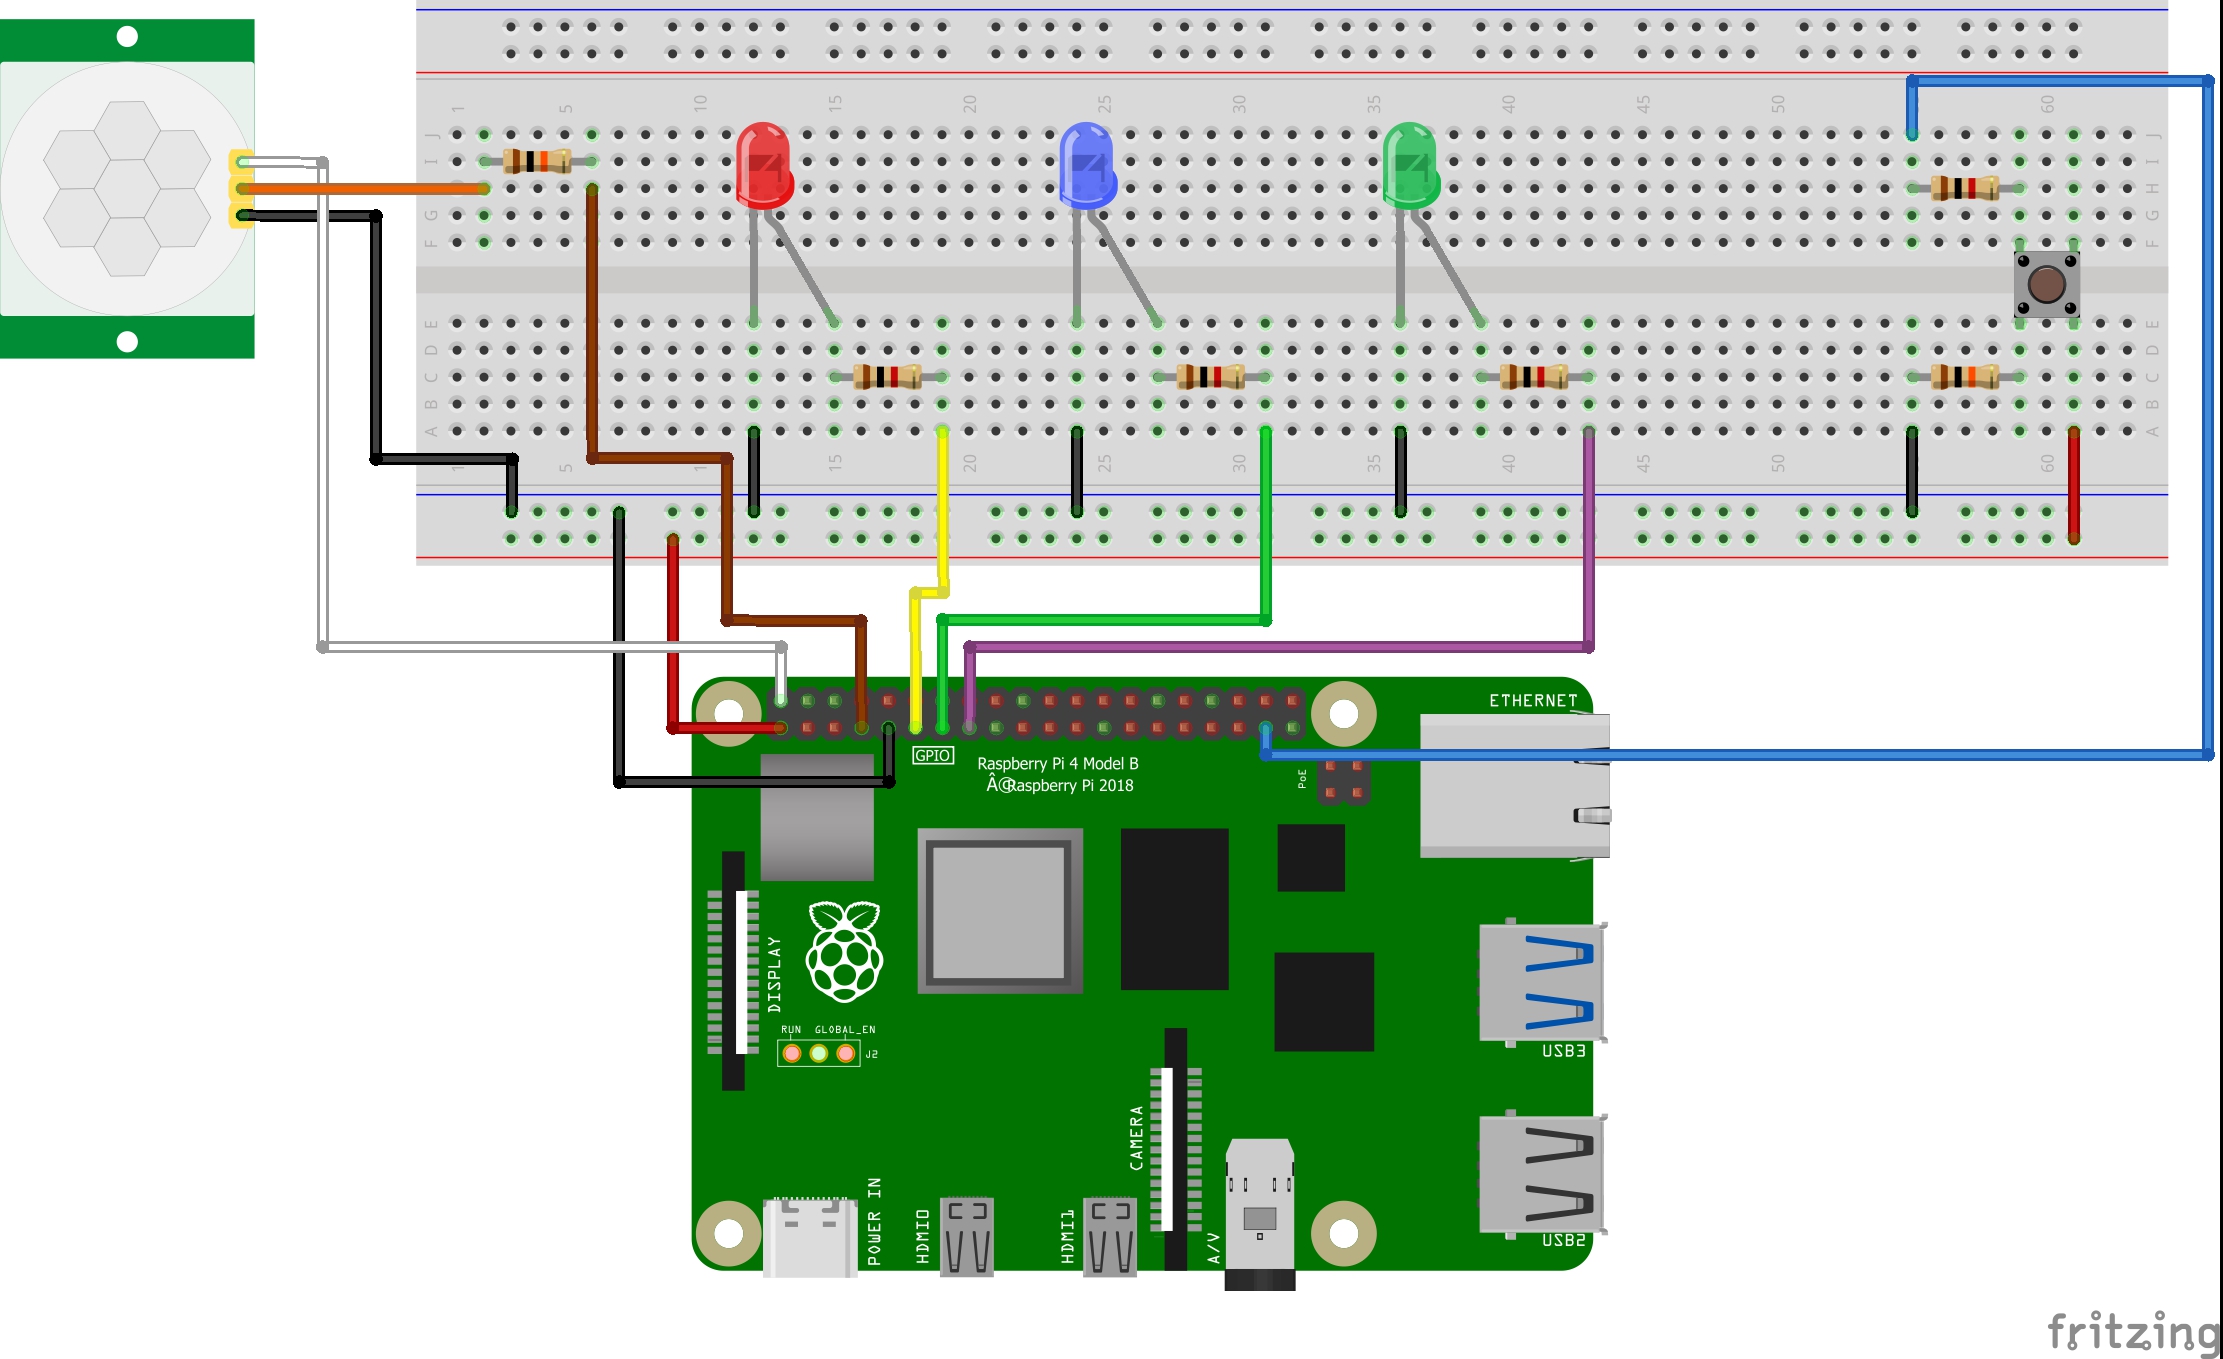 1 5 10 15 20 25 30 35 40 45 50 60
J J
I I
H H
G G
F F
E E
D D
C C
B B
A A
1 5 1 15 20 25 30 35 40 45 50 60
ETHERNET
GPIO
Raspberry Pi 4 Model B
Â@Raspberry Pi 2018
PoE
DISPLAY
RUN GLOBAL_EN
J2
USB3
CAMERA
POWER IN
HDMI0
HDMI1
A/V
USB2
fritzing